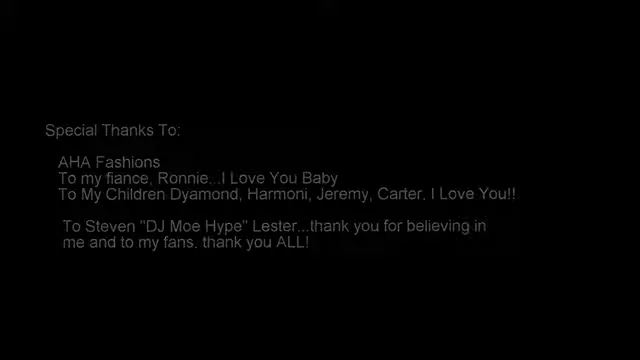 Special Thanks To:
AHA Fashions
To my fiance, Ronnie...I Love You Baby
To My Children Dyamond, Harmoni, Jeremy, Carter, I Love You!!
To Steven "DJ Moe Hype" Lester...thank you for believing in
me and to my fans, thank you ALL!